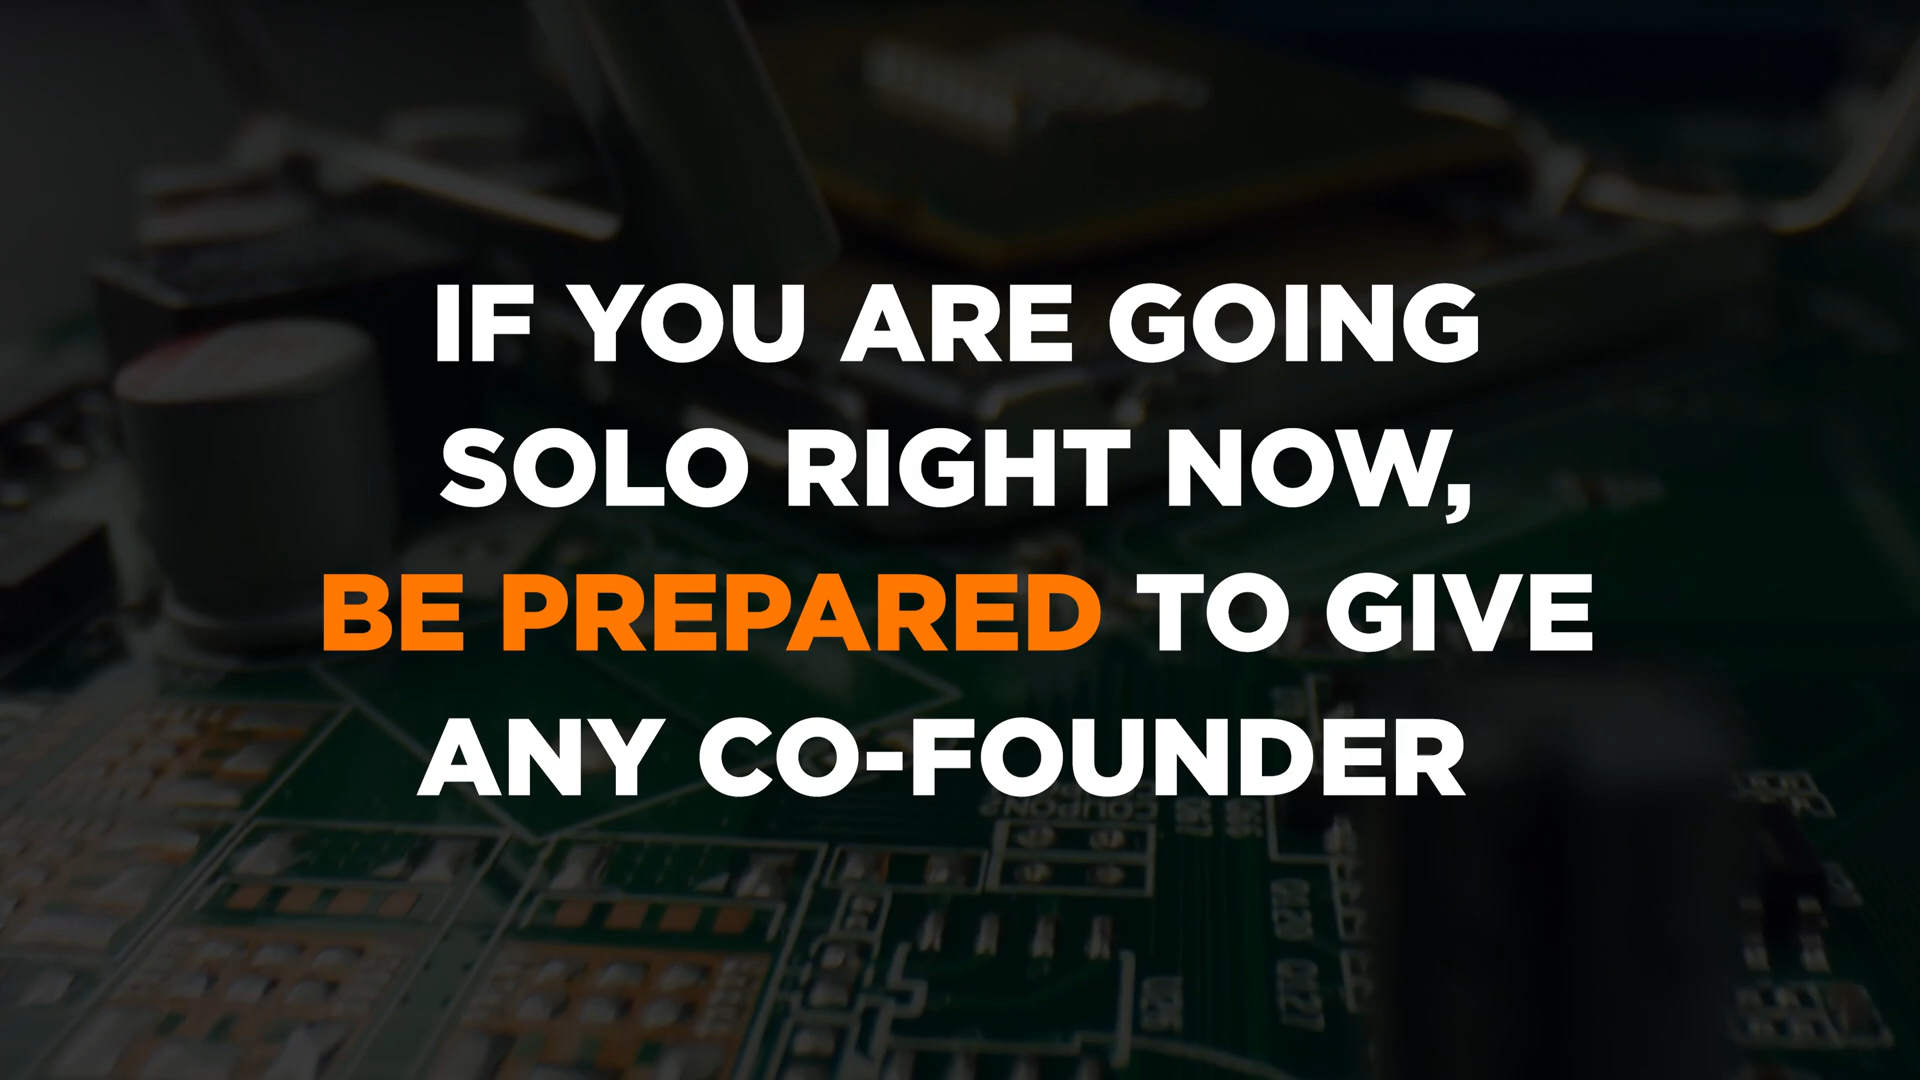 IF YOU ARE GOING
SOLO RIGHT NOW,
BE PREPARED TO GIVE
ANY CO-FOUNDER